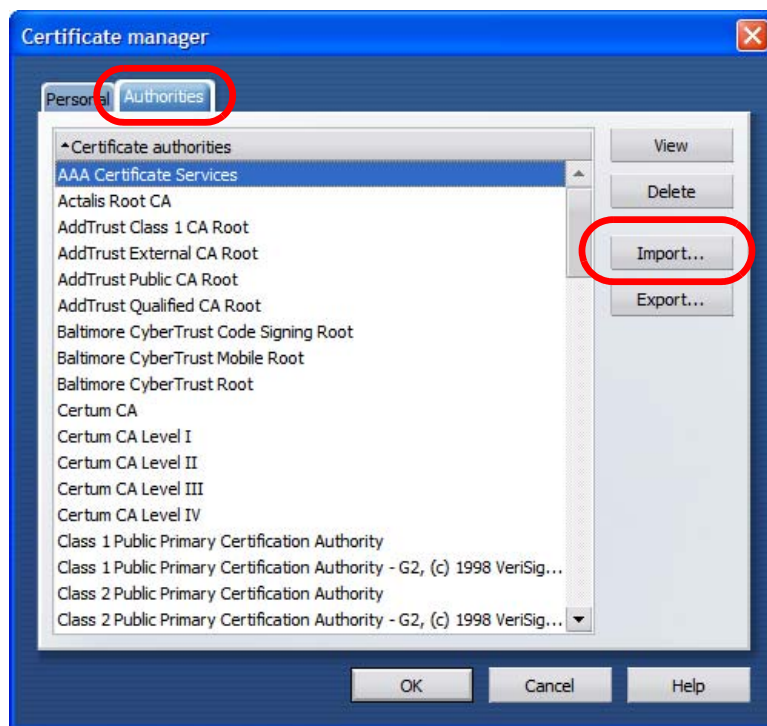 Certificate manager
Personal
Authorities
Certificate authorities
AAA Certificate Services
Actalis Root CA
AddTrust Class 1 CA Root
AddTrust External CA Root
AddTrust Public CA Root
AddTrust Qualified CA Root
Baltimore CyberTrust Code Signing Root
Baltimore CyberTrust Mobile Root
Baltimore CyberTrust Root
Certum CA
Certum CA Level I
Certum CA Level II
Certum CA Level III
Certum CA Level IV
Class 1 Public Primary Certification Authority
Class 1 Public Primary Certification Authority - G2, (c) 1998 VeriSig...
Class 2 Public Primary Certification Authority
Class 2 Public Primary Certification Authority - G2, (c) 1998 VeriSig...
View
Delete
Import...
Export...
OK
Cancel
Help